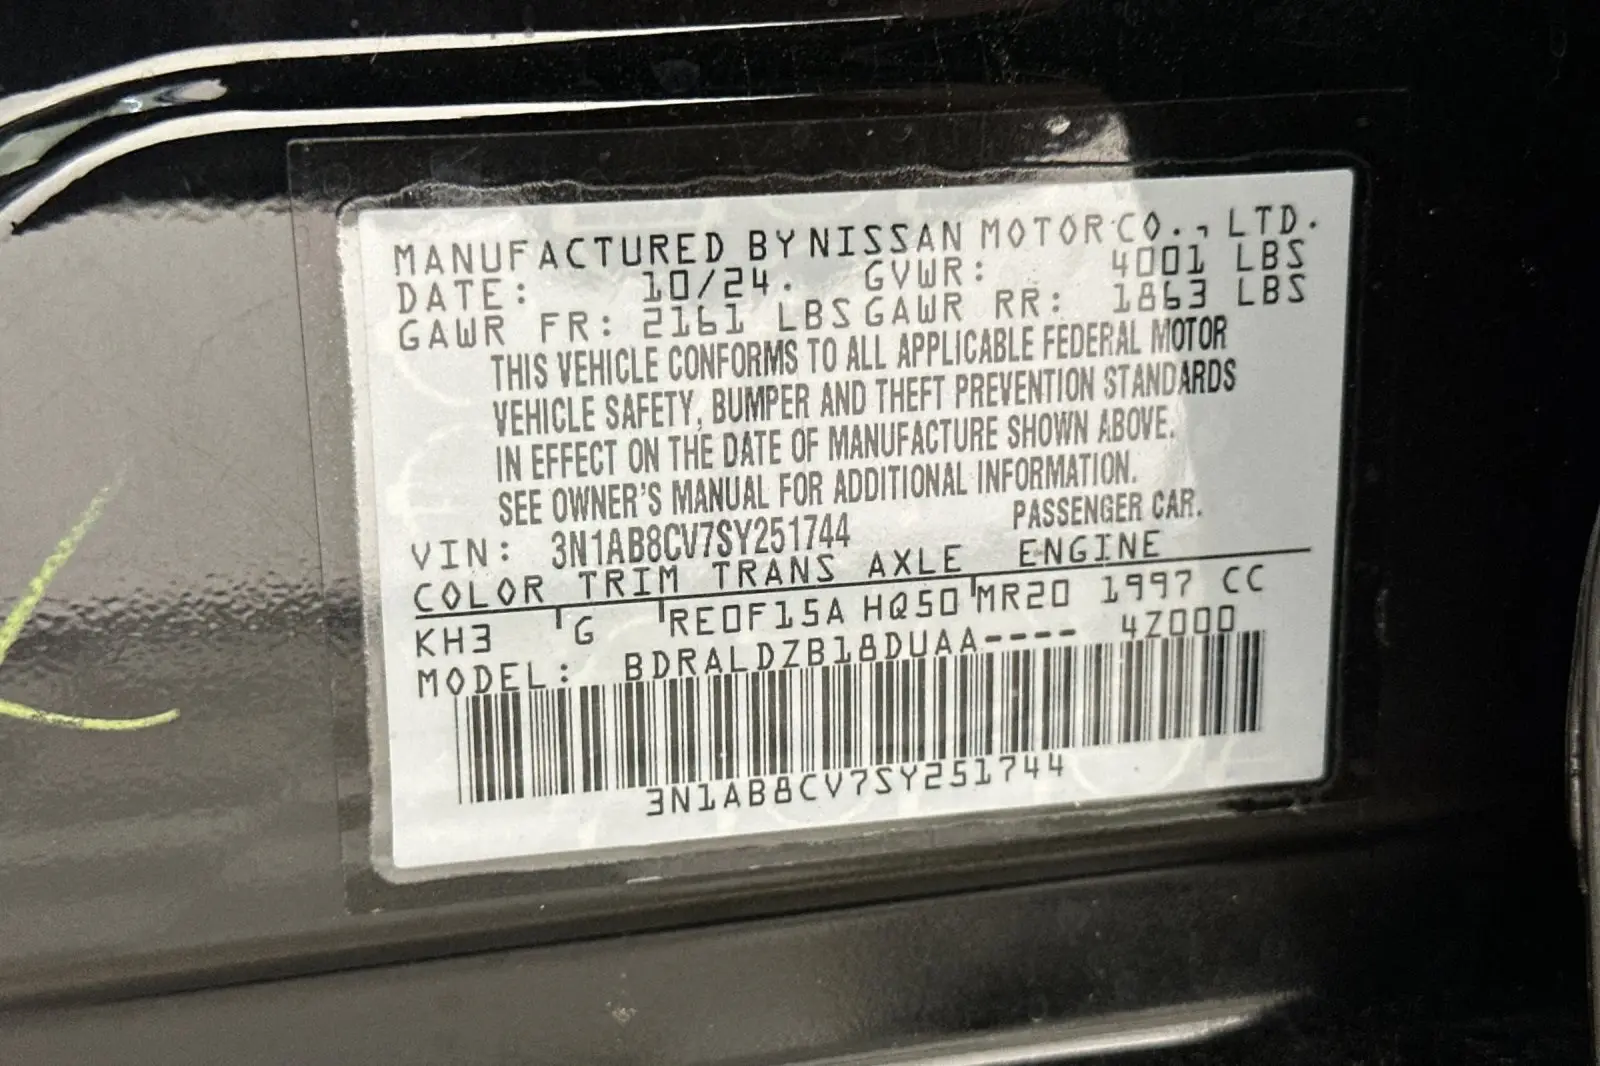 MANUFACTURED BY NISSAN MOTOR CO., LTD.
DATE: 10/24. GVWR: 4001 LBS
GAWR FR: 2161 LBS GAWR RR: 1863 LBS
THIS VEHICLE CONFORMS TO ALL APPLICABLE FEDERAL MOTOR
VEHICLE SAFETY, BUMPER AND THEFT PREVENTION STANDARDS
IN EFFECT ON THE DATE OF MANUFACTURE SHOWN ABOVE.
SEE OWNER'S MANUAL FOR ADDITIONAL INFORMATION.
VIN: 3N1AB8CV7SY251744 PASSENGER CAR.
COLOR TRIM TRANS AXLE ENGINE
KH3 G RE0F15A HQ50 MR20 1997 CC
MODEL: BDRALDZB18DUAA---- 4Z000
3N1AB8CV7SY251744